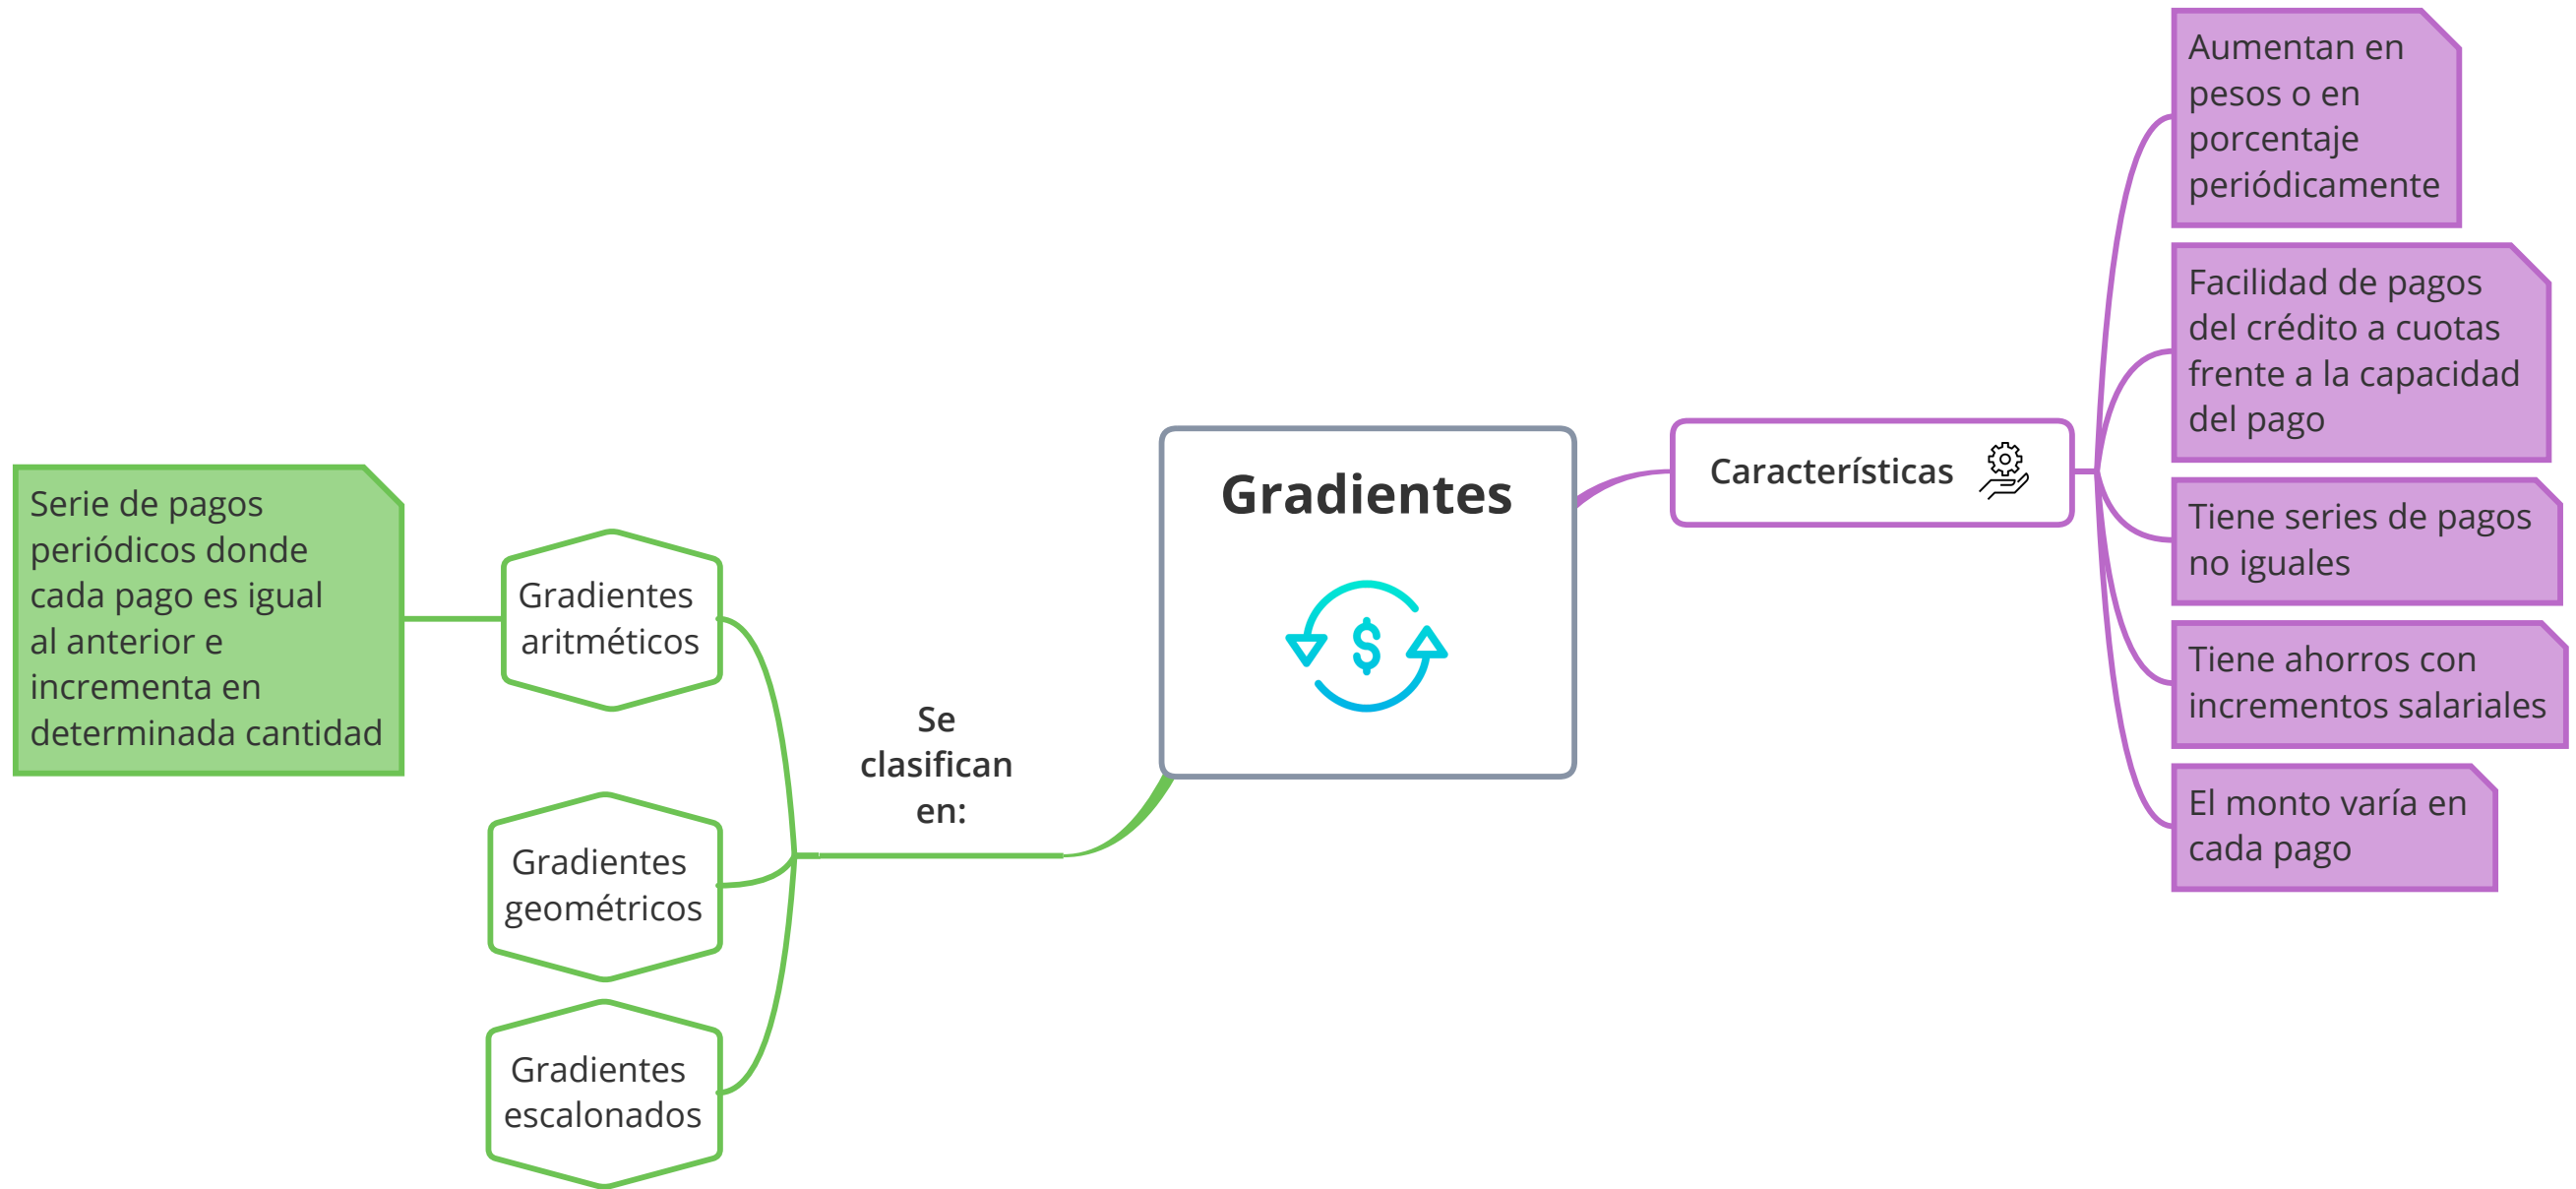 Gradientes
Características
Aumentan en
pesos o en
porcentaje
periódicamente
Facilidad de pagos
del crédito a cuotas
frente a la capacidad
del pago
Tiene series de pagos
no iguales
Tiene ahorros con
incrementos salariales
El monto varía en
cada pago
Se
clasifican
en:
Gradientes
aritméticos
Serie de pagos
periódicos donde
cada pago es igual
al anterior e
incrementa en
determinada cantidad
Gradientes
geométricos
Gradientes
escalonados